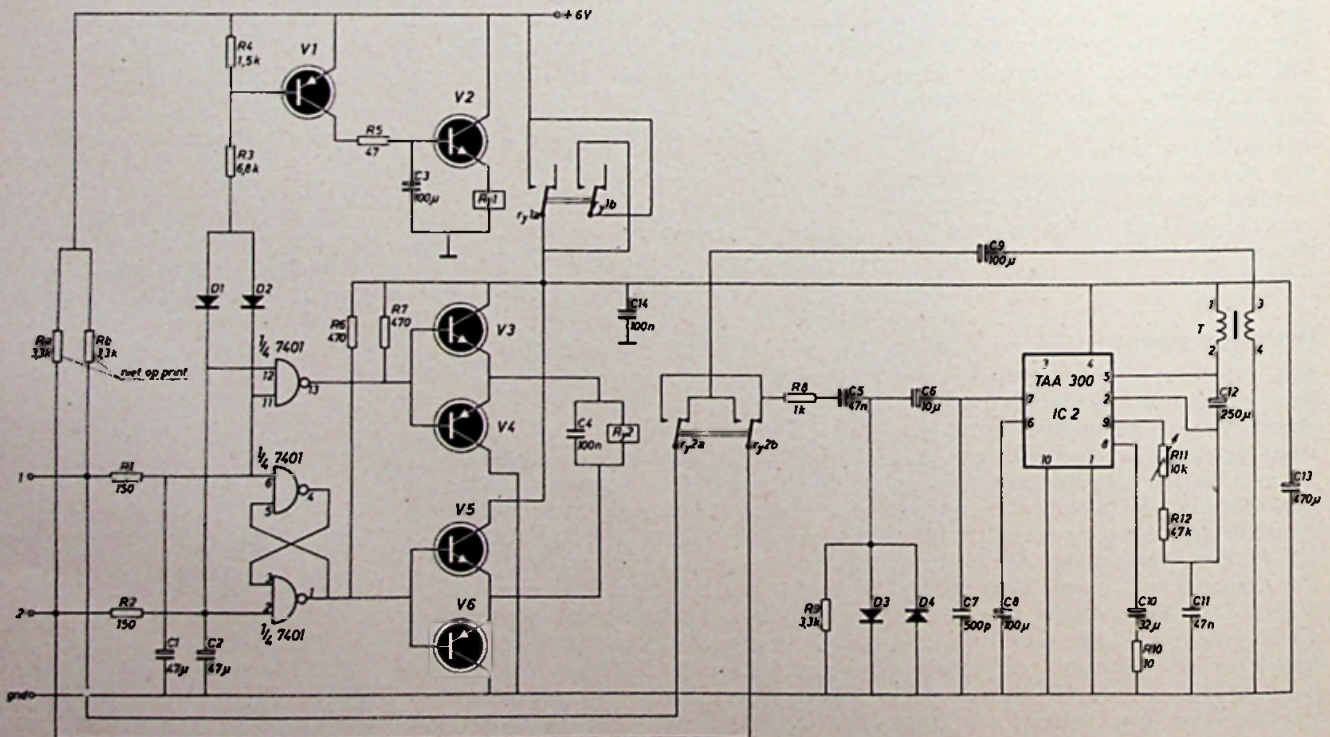 +6V
R4
1,5k
V1
V2
R5
47
R3
6,8k
C3
100µ
Ry1
ry1a
ry1b
C9
100µ
D1
D2
R7
470
R6
470
V3
C14
100n
1
3
T
2
4
Ra
3,3k
Rb
3,3k
niet op print
1/4 7401
12
11
13
V4
C4
100n
Ry2
ry2a
ry2b
R8
1k
C5
47n
C6
10µ
3
4
TAA 300
IC 2
7
6
5
2
9
8
10
1
C12
250µ
R11
10k
C13
470µ
R12
4,7k
1
R1
150
1/4 7401
6
5
4
V5
3
2
1
1/4 7401
V6
2
R2
150
C1
47µ
C2
47µ
R9
3,3k
D3
D4
C7
500p
C8
100µ
C10
32µ
R10
10
C11
47n
gnd